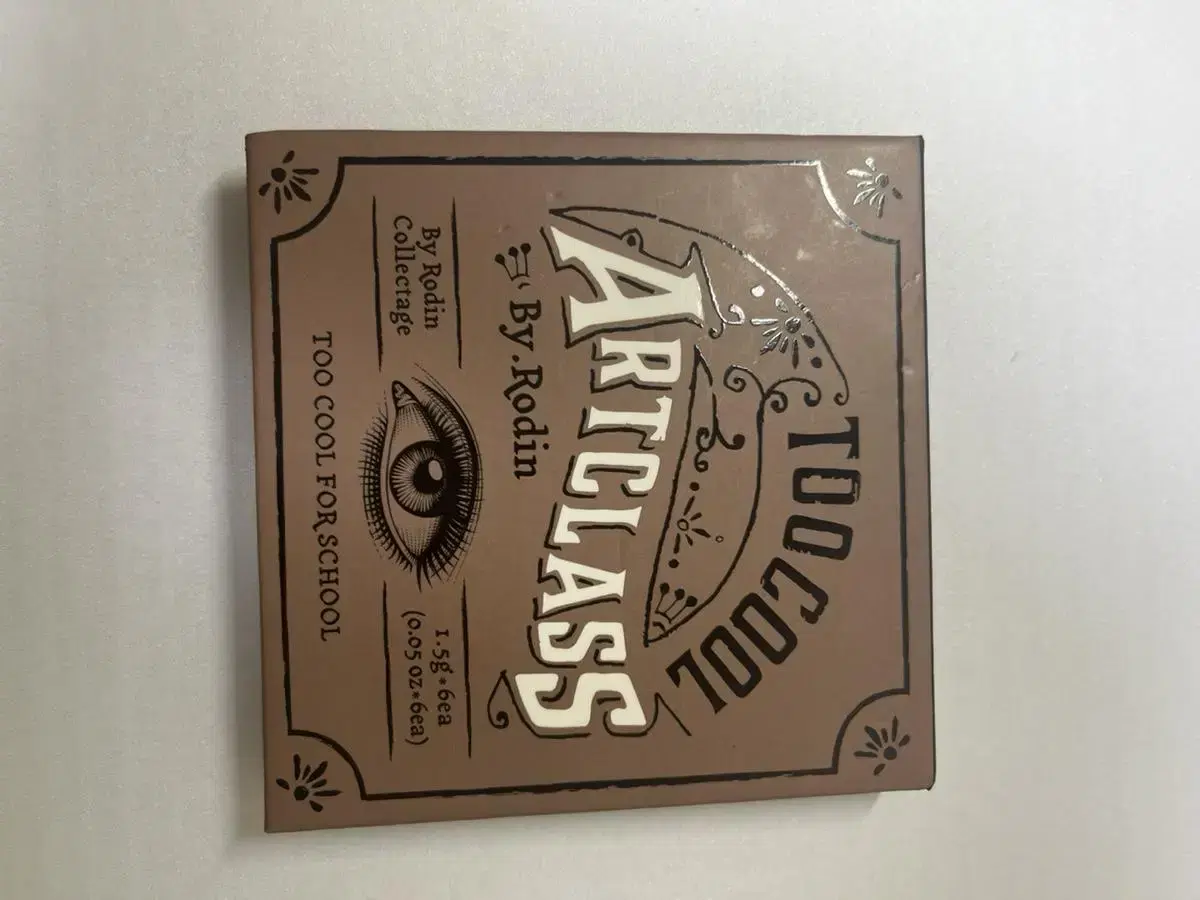 TOO COOL
ARTCLASS
By.Rodin
By Rodin
Collectage
1.5g*6ea
(0.05 oz*6ea)
TOO COOL FOR SCHOOL